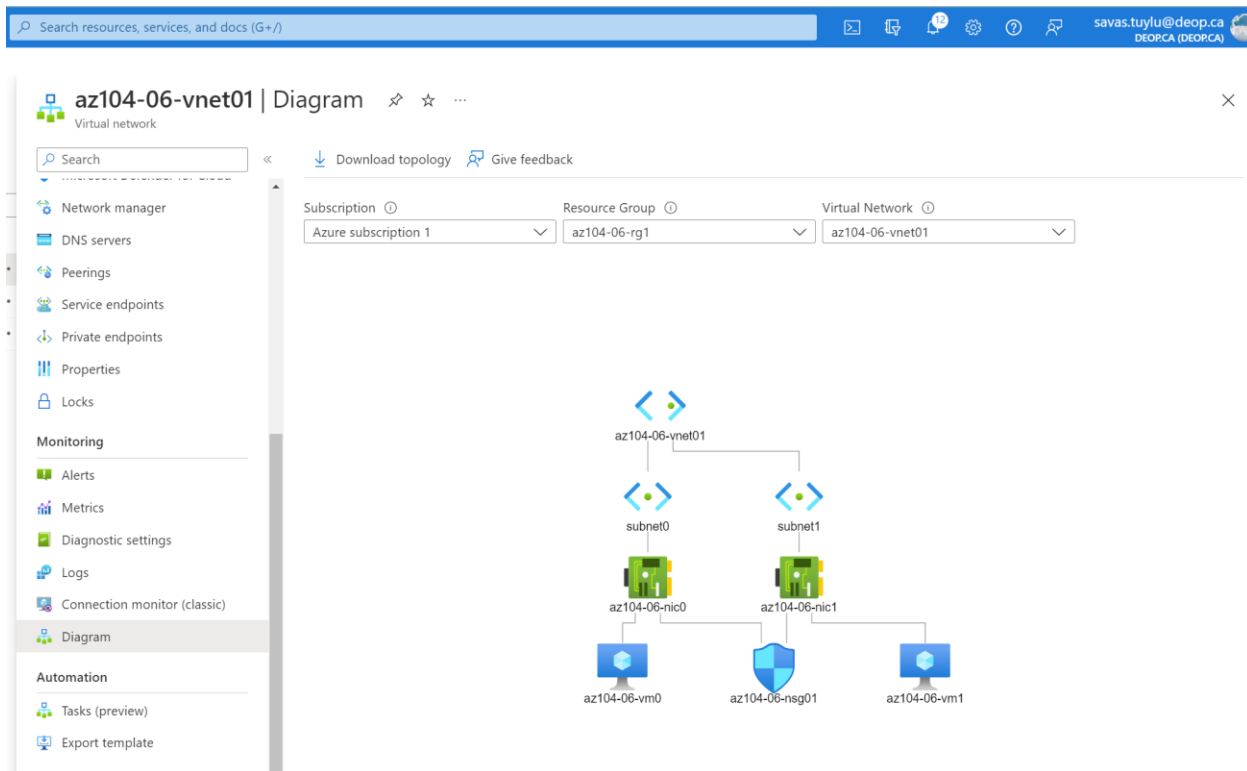 Search resources, services, and docs (G+/)
12
savas.tuylu@deop.ca
DEOP.CA (DEOP.CA)
az104-06-vnet01 | Diagram
Virtual network
Search
Download topology
Give feedback
Microsoft Defender for Cloud
Network manager
DNS servers
Peerings
Service endpoints
Private endpoints
Properties
Locks
Monitoring
Alerts
Metrics
Diagnostic settings
Logs
Connection monitor (classic)
Diagram
Automation
Tasks (preview)
Export template
Subscription
Resource Group
Virtual Network
Azure subscription 1
az104-06-rg1
az104-06-vnet01
az104-06-vnet01
subnet0
subnet1
az104-06-nic0
az104-06-nic1
az104-06-vm0
az104-06-nsg01
az104-06-vm1